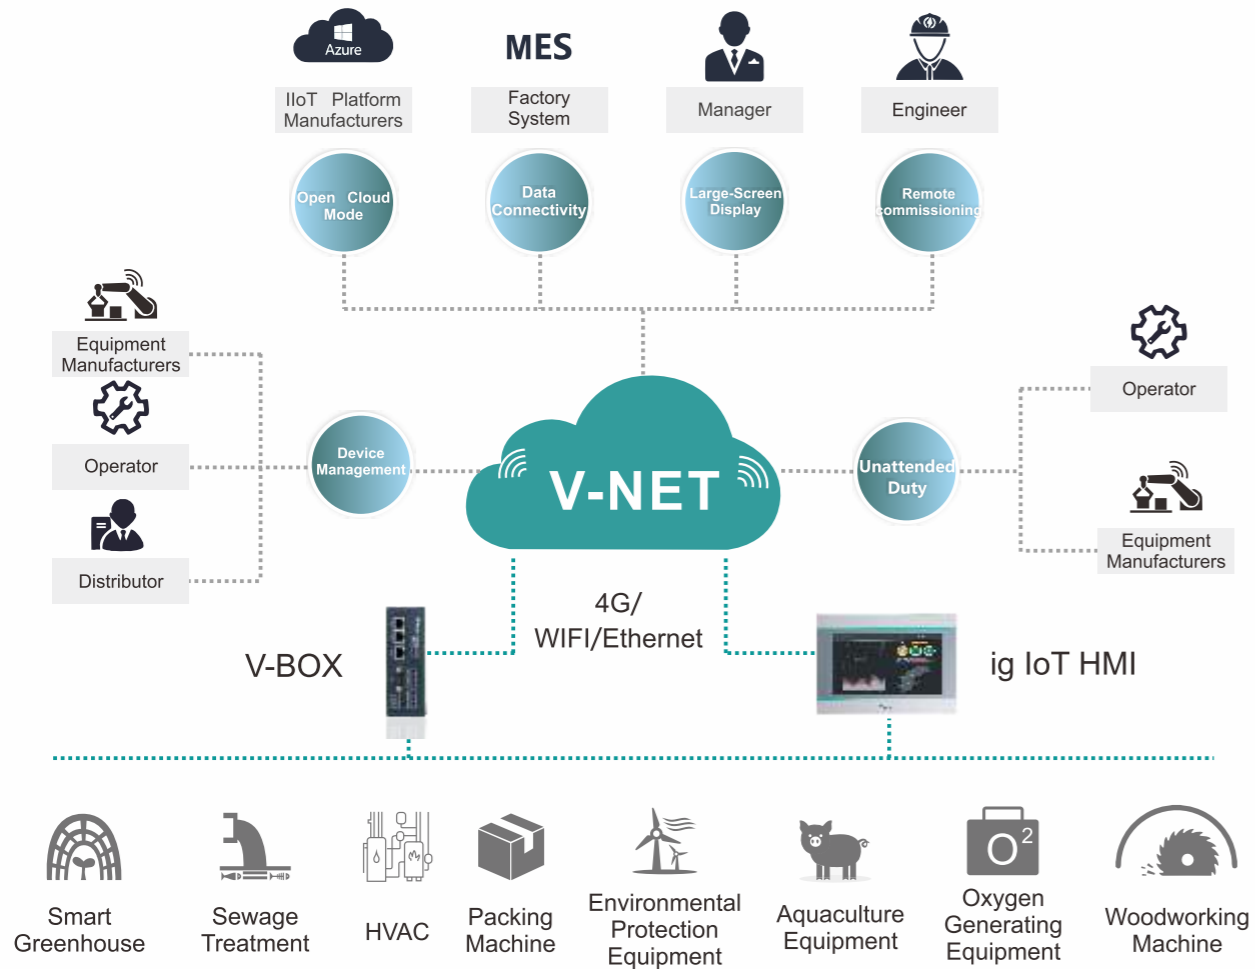 Azure
MES
IIoT Platform
Manufacturers
Factory
System
Manager
Engineer
Open Cloud
Mode
Data
Connectivity
Large-Screen
Display
Remote
commissioning
Equipment
Manufacturers
Operator
Distributor
Device
Management
V-NET
Unattended
Duty
Operator
Equipment
Manufacturers
4G/
WIFI/Ethernet
V-BOX
ig IoT HMI
O2
Smart
Greenhouse
Sewage
Treatment
HVAC
Packing
Machine
Environmental
Protection
Equipment
Aquaculture
Equipment
Oxygen
Generating
Equipment
Woodworking
Machine